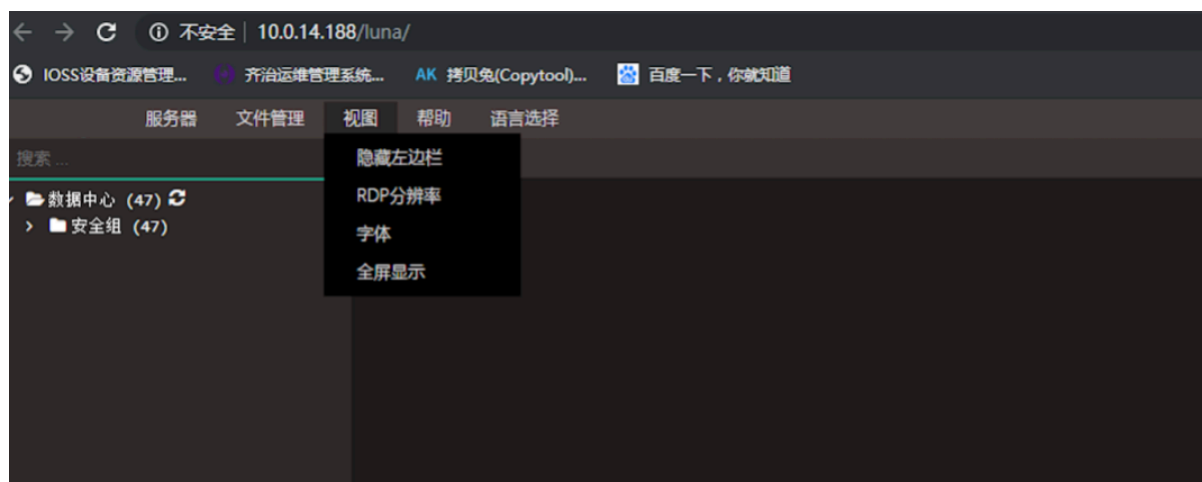 不安全 | 10.0.14.188/luna/
IOSS设备资源管理... 齐治运维管理系统... AK 拷贝兔(Copytool)... 百度一下，你就知道
服务器 文件管理 视图 帮助 语言选择
搜索 ...
隐藏左边栏
数据中心 (47)
RDP分辨率
安全组 (47)
字体
全屏显示